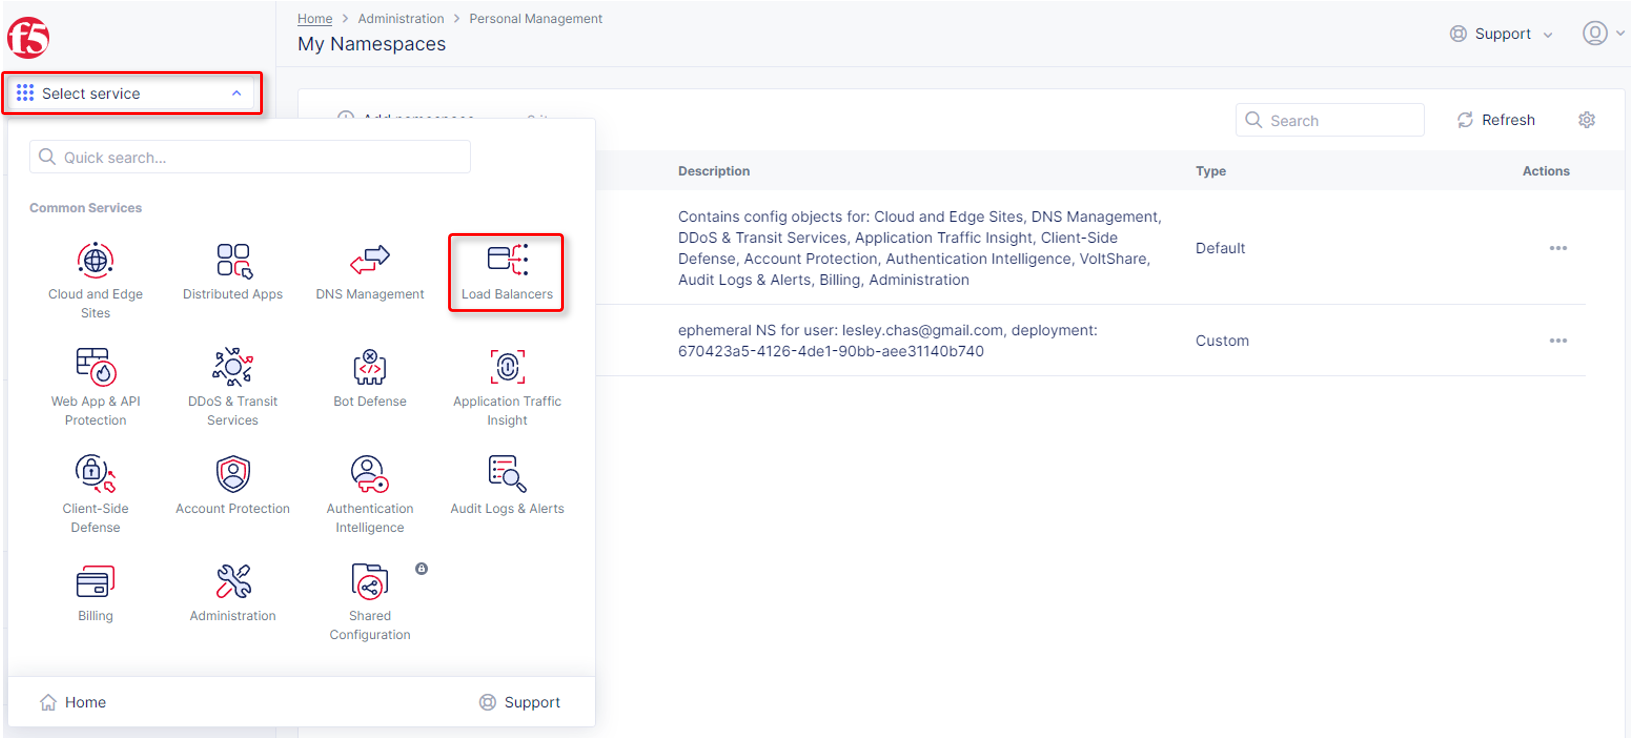 f5
Home > Administration > Personal Management
My Namespaces
Support
Select service
Search
Refresh
Quick search...
Description
Type
Actions
Common Services
Cloud and Edge
Sites
Distributed Apps
DNS Management
Load Balancers
Web App & API
Protection
DDoS & Transit
Services
Bot Defense
Application Traffic
Insight
Client-Side
Defense
Account Protection
Authentication
Intelligence
Audit Logs & Alerts
Billing
Administration
Shared
Configuration
Home
Support
Contains config objects for: Cloud and Edge Sites, DNS Management,
DDoS & Transit Services, Application Traffic Insight, Client-Side
Defense, Account Protection, Authentication Intelligence, VoltShare,
Audit Logs & Alerts, Billing, Administration
Default
ephemeral NS for user: lesley.chas@gmail.com, deployment:
670423a5-4126-4de1-90bb-aee31140b740
Custom